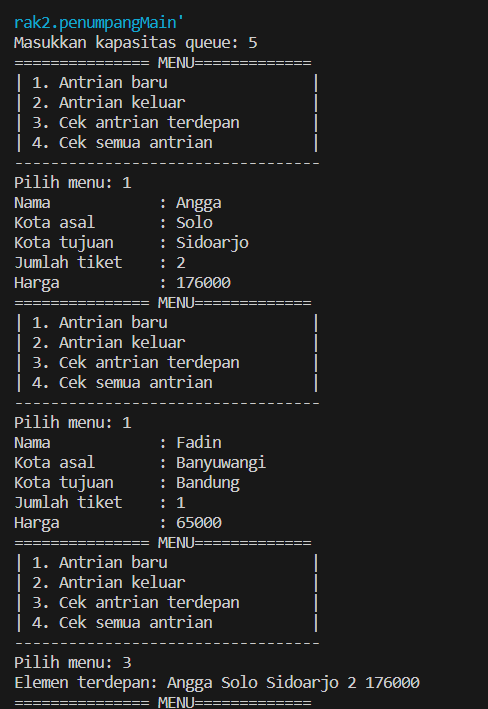 rak2.penumpangMain'
Masukkan kapasitas queue: 5
=============== MENU=============
| 1. Antrian baru                |
| 2. Antrian keluar              |
| 3. Cek antrian terdepan        |
| 4. Cek semua antrian           |
----------------------------------
Pilih menu: 1
Nama            : Angga
Kota asal       : Solo
Kota tujuan     : Sidoarjo
Jumlah tiket    : 2
Harga           : 176000
=============== MENU=============
| 1. Antrian baru                |
| 2. Antrian keluar              |
| 3. Cek antrian terdepan        |
| 4. Cek semua antrian           |
----------------------------------
Pilih menu: 1
Nama            : Fadin
Kota asal       : Banyuwangi
Kota tujuan     : Bandung
Jumlah tiket    : 1
Harga           : 65000
=============== MENU=============
| 1. Antrian baru                |
| 2. Antrian keluar              |
| 3. Cek antrian terdepan        |
| 4. Cek semua antrian           |
----------------------------------
Pilih menu: 3
Elemen terdepan: Angga Solo Sidoarjo 2 176000
=============== MENU=============